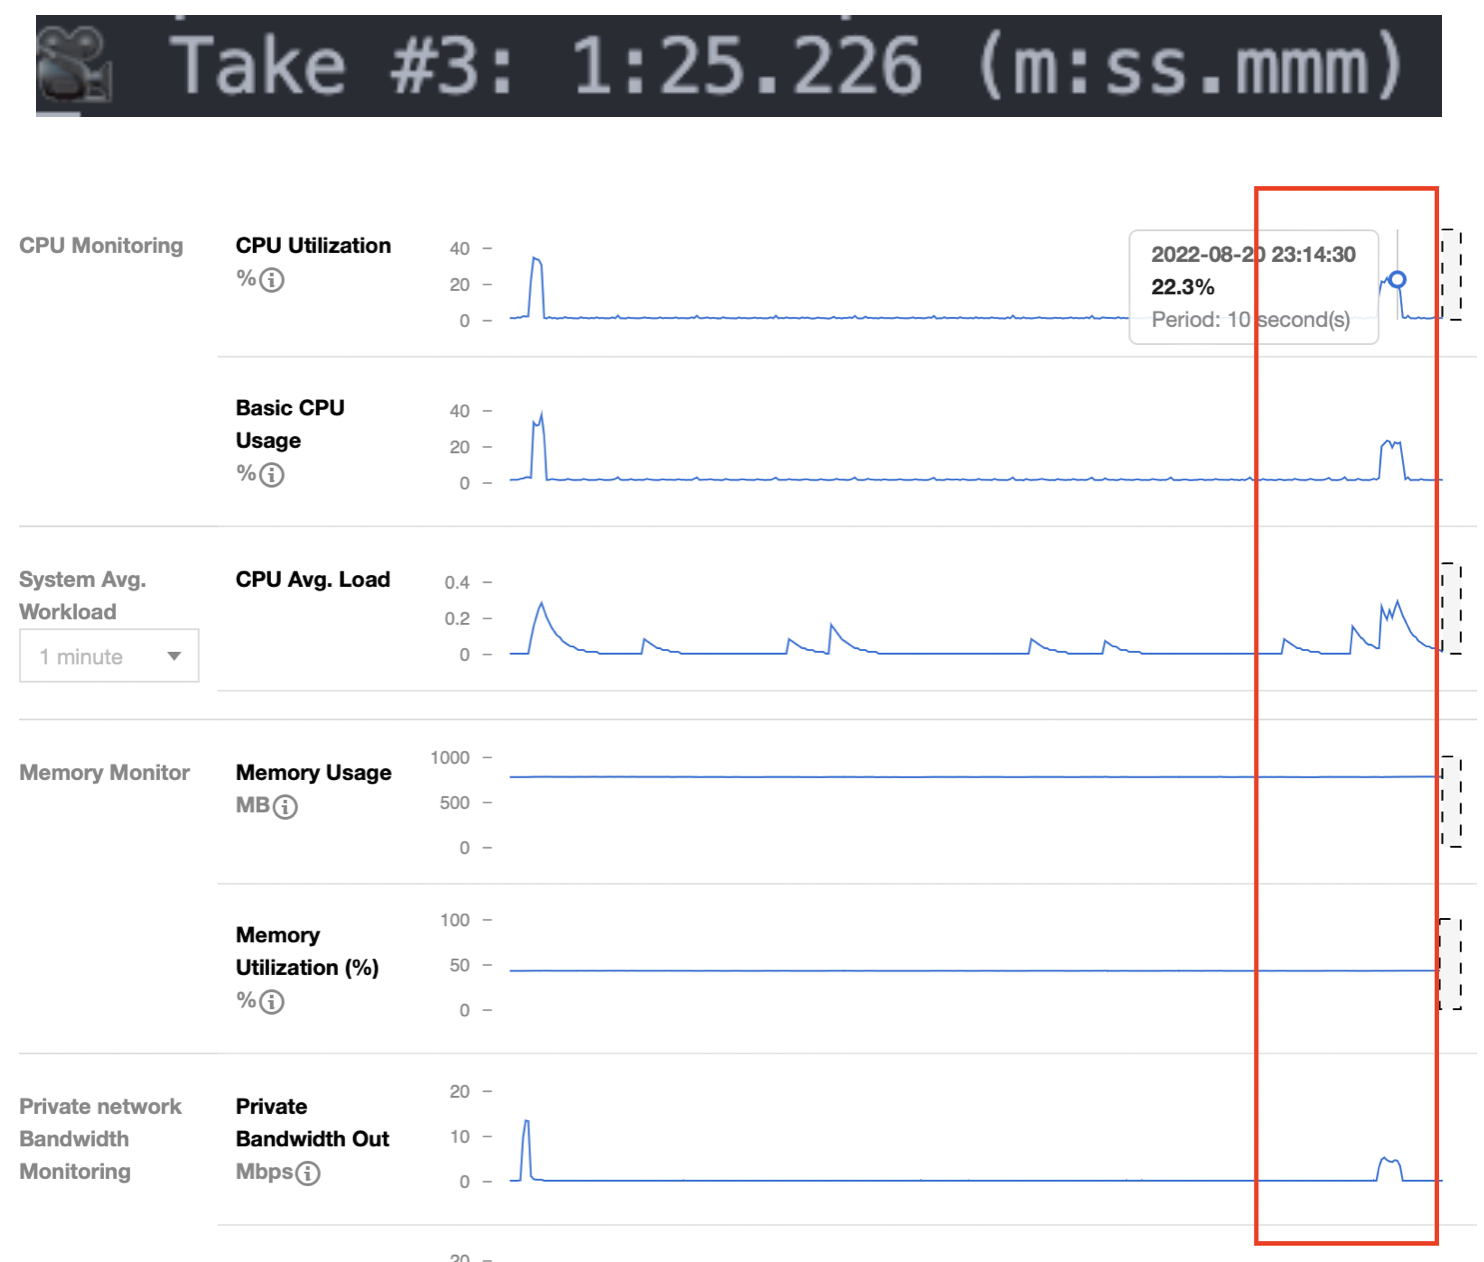 Take #3: 1:25.226 (m:ss.mmm)
CPU Monitoring
CPU Utilization
%
40
20
0
2022-08-20 23:14:30
22.3%
Period: 10 second(s)
Basic CPU
Usage
%
40
20
0
System Avg.
Workload
1 minute
CPU Avg. Load
0.4
0.2
0
Memory Monitor
Memory Usage
MB
1000
500
0
Memory
Utilization (%)
%
100
50
0
Private network
Bandwidth
Monitoring
Private
Bandwidth Out
Mbps
20
10
0
20